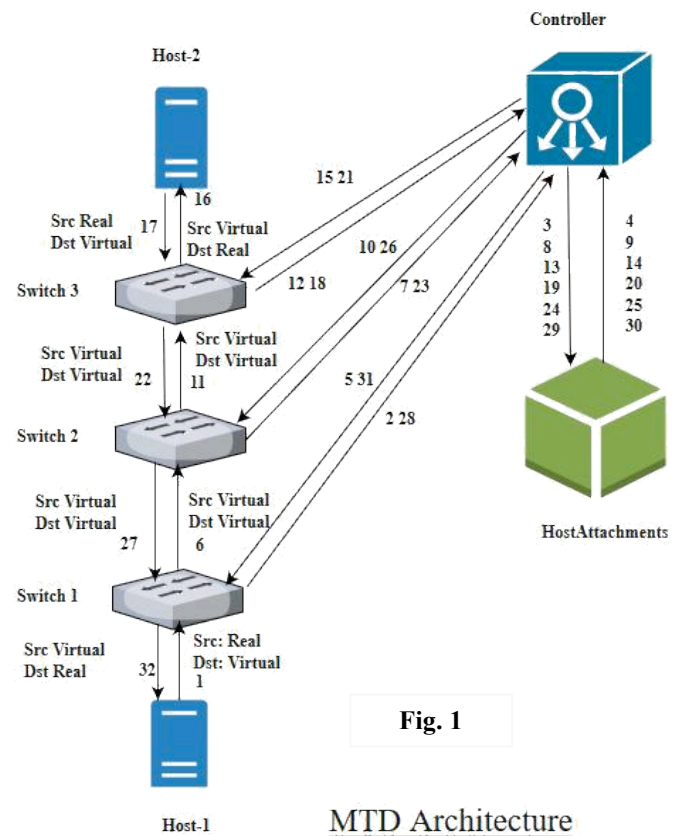 Controller
Host-2
15 21
16
17
Src Real
Dst Virtual
Src Virtual
Dst Real
3
8
13
19
24
29
4
9
14
20
25
30
10 26
7 23
12 18
Switch 3
Src Virtual
Dst Virtual
22
Src Virtual
Dst Virtual
11
5 31
2 28
Switch 2
Src Virtual
Dst Virtual
27
Src Virtual
Dst Virtual
6
HostAttachments
Switch 1
Src Virtual
Dst Real
32
Src: Real
Dst: Virtual
1
Fig. 1
Host-1
MTD Architecture